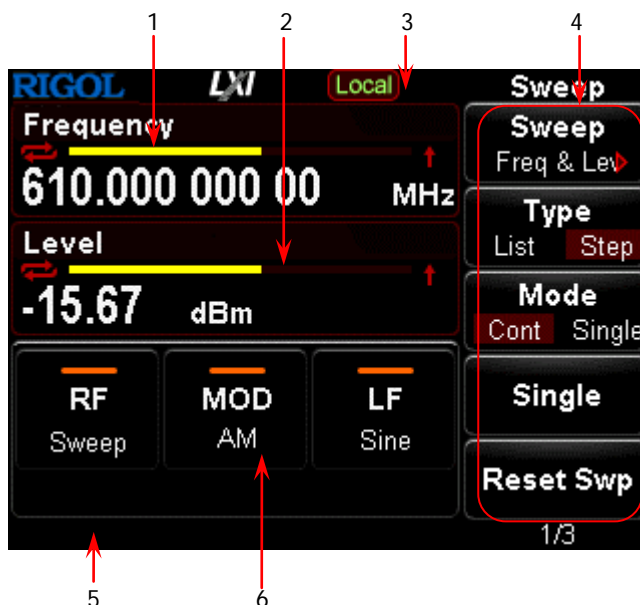 1 2 3 4
RIGOL LXI Local Sweep
Frequency
610.000 000 00 MHz
Level
-15.67 dBm
RF
Sweep
MOD
AM
LF
Sine
Sweep
Freq & Lev
Type
List Step
Mode
Cont Single
Single
Reset Swp
1/3
5 6